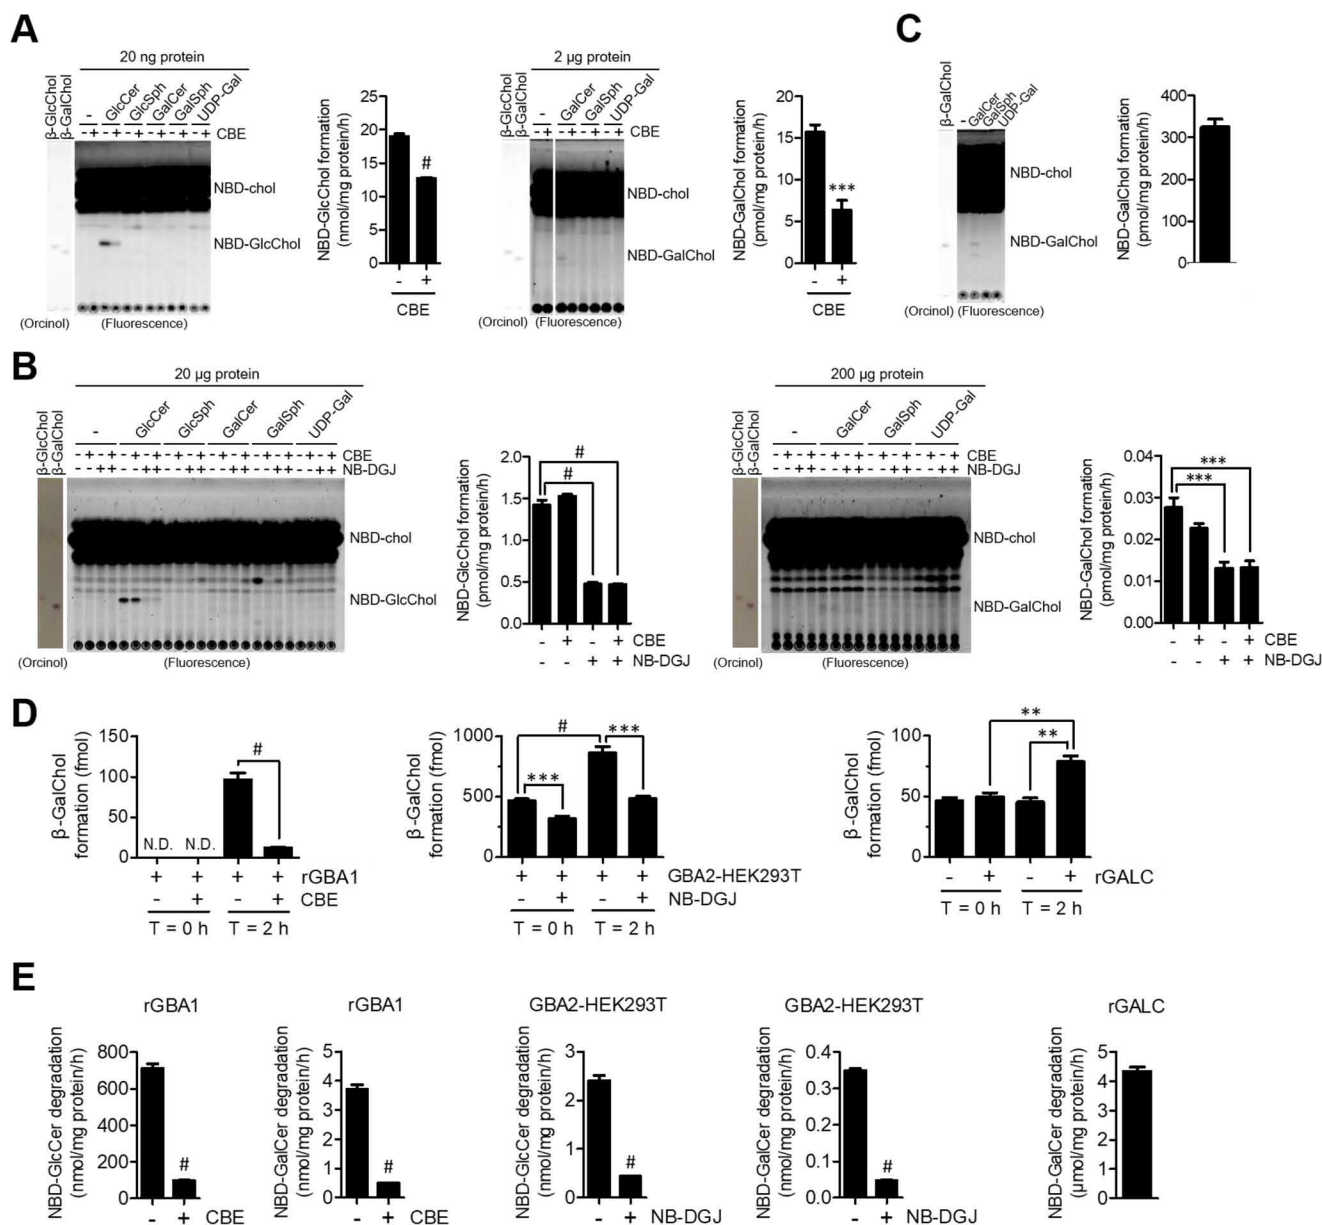 A
20 ng protein
β-GlcChol
β-GalChol
-
GlcCer
GlcSph
GalCer
GalSph
UDP-Gal
- + - + - + - + - + - + CBE
NBD-chol
NBD-GlcChol
(Orcinol) (Fluorescence)
NBD-GlcChol formation
(nmol/mg protein/h)
25
20
15
10
5
0
#
- +
CBE
2 μg protein
β-GlcChol
β-GalChol
-
GalCer
GalSph
UDP-Gal
- + - + - + - + CBE
NBD-chol
NBD-GalChol
(Orcinol) (Fluorescence)
NBD-GalChol formation
(pmol/mg protein/h)
20
15
10
5
0
***
- +
CBE
C
β-GalChol
-
GalCer
GalSph
UDP-Gal
NBD-chol
NBD-GalChol
(Orcinol) (Fluorescence)
NBD-GalChol formation
(pmol/mg protein/h)
400
300
200
100
0
B
20 μg protein
β-GlcChol
β-GalChol
-
GlcCer
GlcSph
GalCer
GalSph
UDP-Gal
- + - + - + - + - + - + - + - + - + - + - + - + CBE
- - + + - - + + - - + + - - + + - - + + - - + + NB-DGJ
NBD-chol
NBD-GlcChol
(Orcinol) (Fluorescence)
NBD-GlcChol formation
(pmol/mg protein/h)
2.0
1.5
1.0
0.5
0.0
#
#
- + - + CBE
- - + + NB-DGJ
200 μg protein
β-GlcChol
β-GalChol
-
GalCer
GalSph
UDP-Gal
- + - + - + - + - + - + - + - + CBE
- - + + - - + + - - + + - - + + NB-DGJ
NBD-chol
NBD-GalChol
(Orcinol) (Fluorescence)
NBD-GalChol formation
(pmol/mg protein/h)
0.04
0.03
0.02
0.01
0.00
***
***
- + - + CBE
- - + + NB-DGJ
D
β-GalChol
formation (fmol)
150
100
50
0
N.D. N.D.
#
+ + + + rGBA1
- + - + CBE
T = 0 h T = 2 h
β-GalChol
formation (fmol)
1000
500
0
***
#
***
+ + + + GBA2-HEK293T
- + - + NB-DGJ
T = 0 h T = 2 h
β-GalChol
formation (fmol)
100
50
0
**
**
- + - + rGALC
T = 0 h T = 2 h
E
rGBA1
NBD-GlcCer degradation
(nmol/mg protein/h)
800
600
400
200
0
#
- + CBE
rGBA1
NBD-GalCer degradation
(nmol/mg protein/h)
5
4
3
2
1
0
#
- + CBE
GBA2-HEK293T
NBD-GlcCer degradation
(nmol/mg protein/h)
3
2
1
0
#
- + NB-DGJ
GBA2-HEK293T
NBD-GalCer degradation
(nmol/mg protein/h)
0.4
0.3
0.2
0.1
0.0
#
- + NB-DGJ
rGALC
NBD-GalCer degradation
(μmol/mg protein/h)
5
4
3
2
1
0